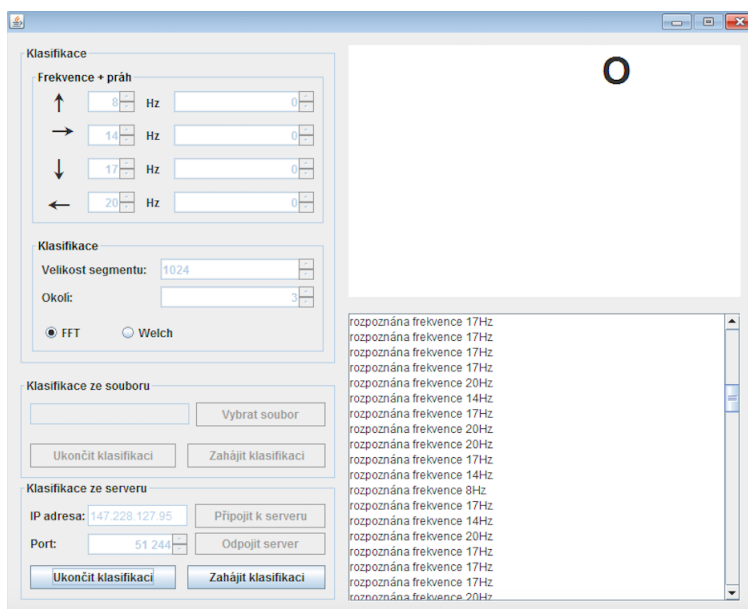 Klasifikace
Frekvence + práh
↑ 8 Hz 0
→ 14 Hz 0
↓ 17 Hz 0
← 20 Hz 0
Klasifikace
Velikost segmentu: 1024
Okolí: 3
FFT Welch
Klasifikace ze souboru
Vybrat soubor
Ukončit klasifikaci Zahájit klasifikaci
Klasifikace ze serveru
IP adresa: 147.228.127.95 Připojit k serveru
Port: 51 244 Odpojit server
Ukončit klasifikaci Zahájit klasifikaci
O
rozpoznána frekvence 17Hz
rozpoznána frekvence 17Hz
rozpoznána frekvence 17Hz
rozpoznána frekvence 17Hz
rozpoznána frekvence 20Hz
rozpoznána frekvence 14Hz
rozpoznána frekvence 17Hz
rozpoznána frekvence 20Hz
rozpoznána frekvence 20Hz
rozpoznána frekvence 17Hz
rozpoznána frekvence 14Hz
rozpoznána frekvence 8Hz
rozpoznána frekvence 17Hz
rozpoznána frekvence 14Hz
rozpoznána frekvence 20Hz
rozpoznána frekvence 17Hz
rozpoznána frekvence 17Hz
rozpoznána frekvence 17Hz
rozpoznána frekvence 20Hz